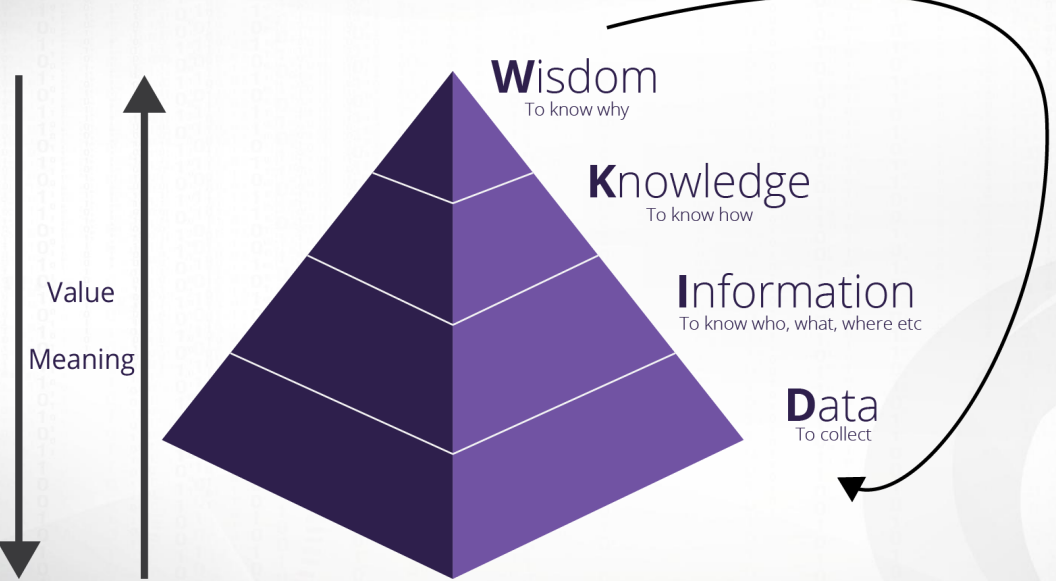 Wisdom
To know why
Knowledge
To know how
Information
To know who, what, where etc
Data
To collect
Value
Meaning